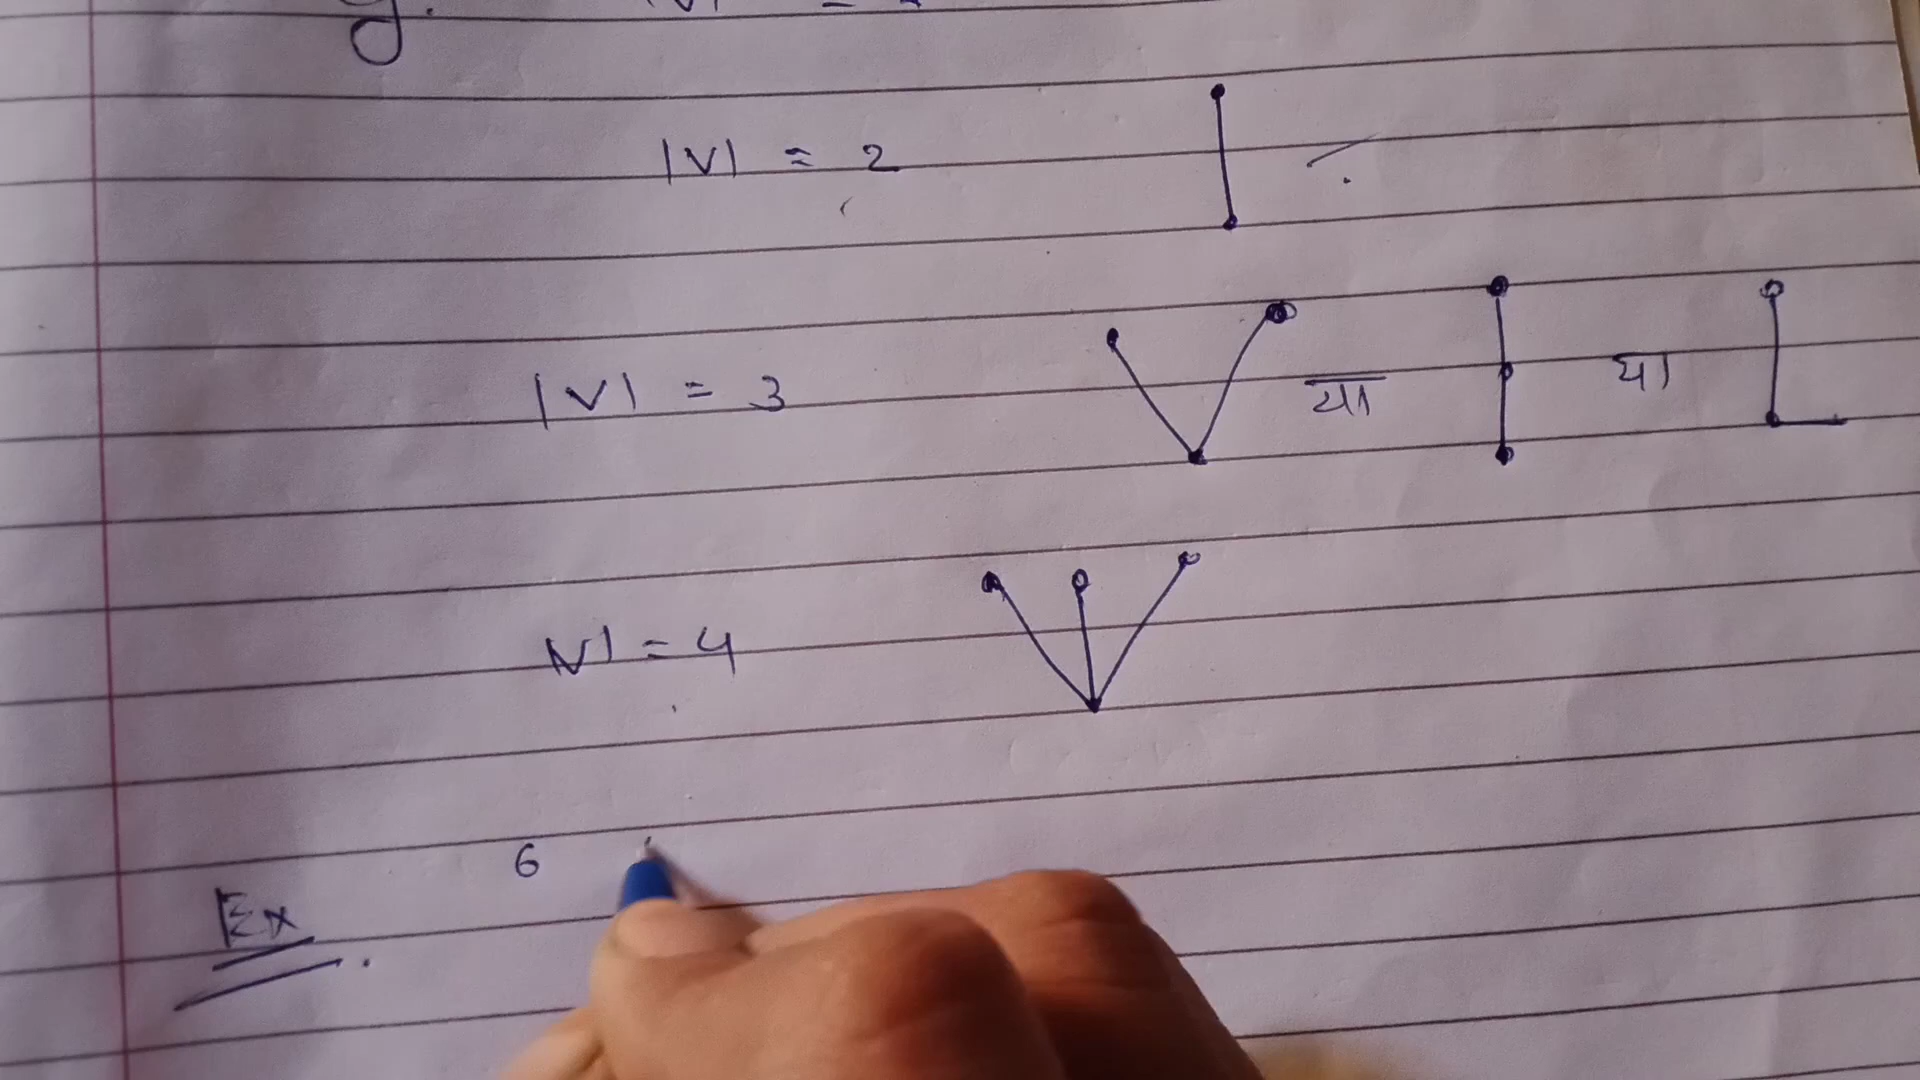 |V| = 2
|V| = 3 या या
|V| = 4
6
Ex.